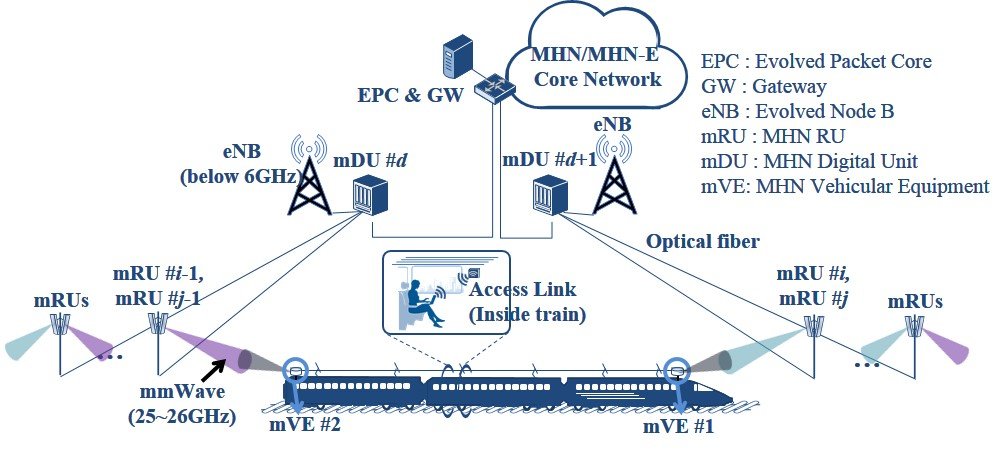 MHN/MHN-E
Core Network
EPC & GW
EPC : Evolved Packet Core
GW : Gateway
eNB : Evolved Node B
mRU : MHN RU
mDU : MHN Digital Unit
mVE: MHN Vehicular Equipment
eNB
(below 6GHz)
mDU #d
mDU #d+1
eNB
Optical fiber
mRUs
mRU #i-1,
mRU #j-1
Access Link
(Inside train)
mRU #i,
mRU #j
mRUs
...
...
mmWave
(25~26GHz)
mVE #2
mVE #1